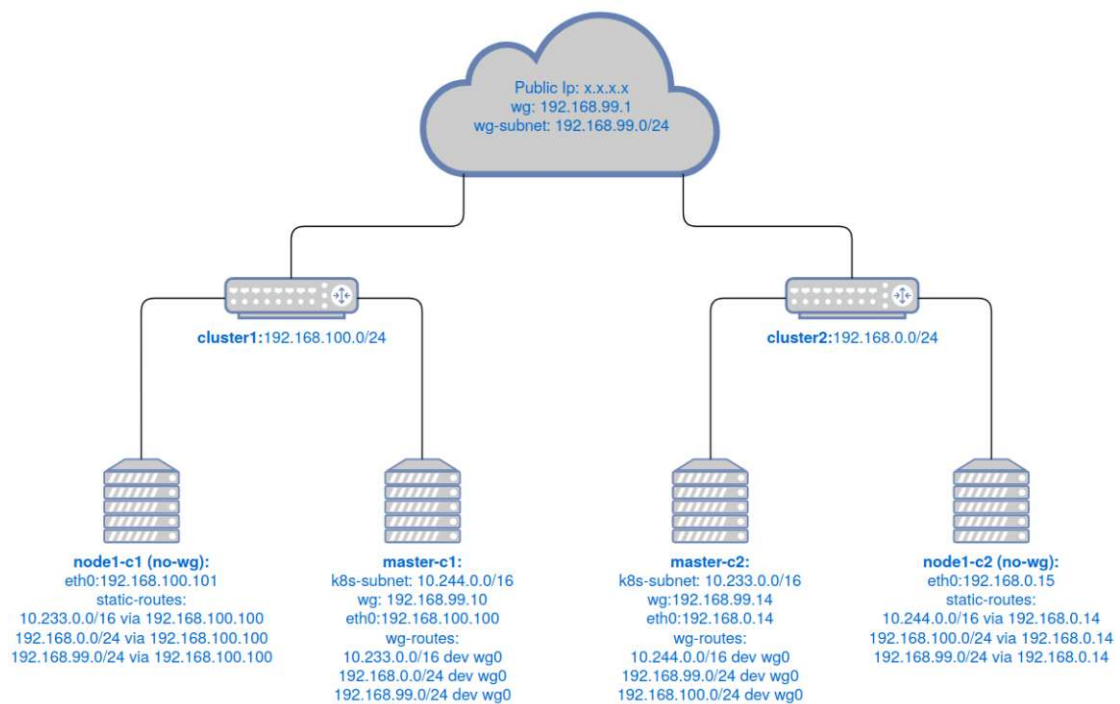 Public Ip: x.x.x.x
wg: 192.168.99.1
wg-subnet: 192.168.99.0/24
cluster1:192.168.100.0/24
cluster2:192.168.0.0/24
node1-c1 (no-wg):
eth0:192.168.100.101
static-routes:
10.233.0.0/16 via 192.168.100.100
192.168.0.0/24 via 192.168.100.100
192.168.99.0/24 via 192.168.100.100
master-c1:
k8s-subnet: 10.244.0.0/16
wg: 192.168.99.10
eth0:192.168.100.100
wg-routes:
10.233.0.0/16 dev wg0
192.168.0.0/24 dev wg0
192.168.99.0/24 dev wg0
master-c2:
k8s-subnet: 10.233.0.0/16
wg:192.168.99.14
eth0:192.168.0.14
wg-routes:
10.244.0.0/16 dev wg0
192.168.99.0/24 dev wg0
192.168.100.0/24 dev wg0
node1-c2 (no-wg):
eth0:192.168.0.15
static-routes:
10.244.0.0/16 via 192.168.0.14
192.168.100.0/24 via 192.168.0.14
192.168.99.0/24 via 192.168.0.14